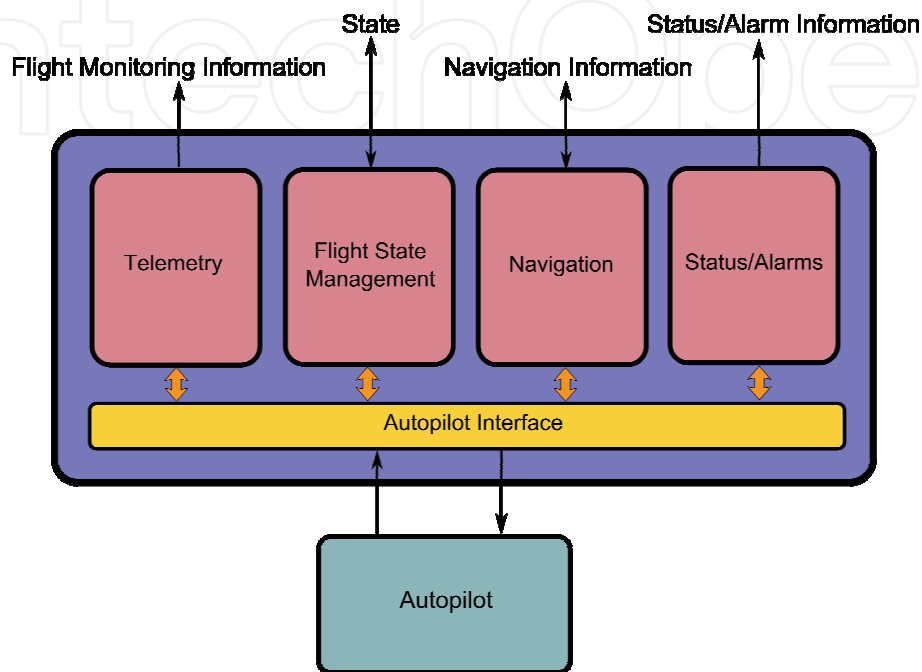 State
Status/Alarm Information
Flight Monitoring Information
Navigation Information
Telemetry
Flight State
Management
Navigation
Status/Alarms
Autopilot Interface
Autopilot
ntechOpe